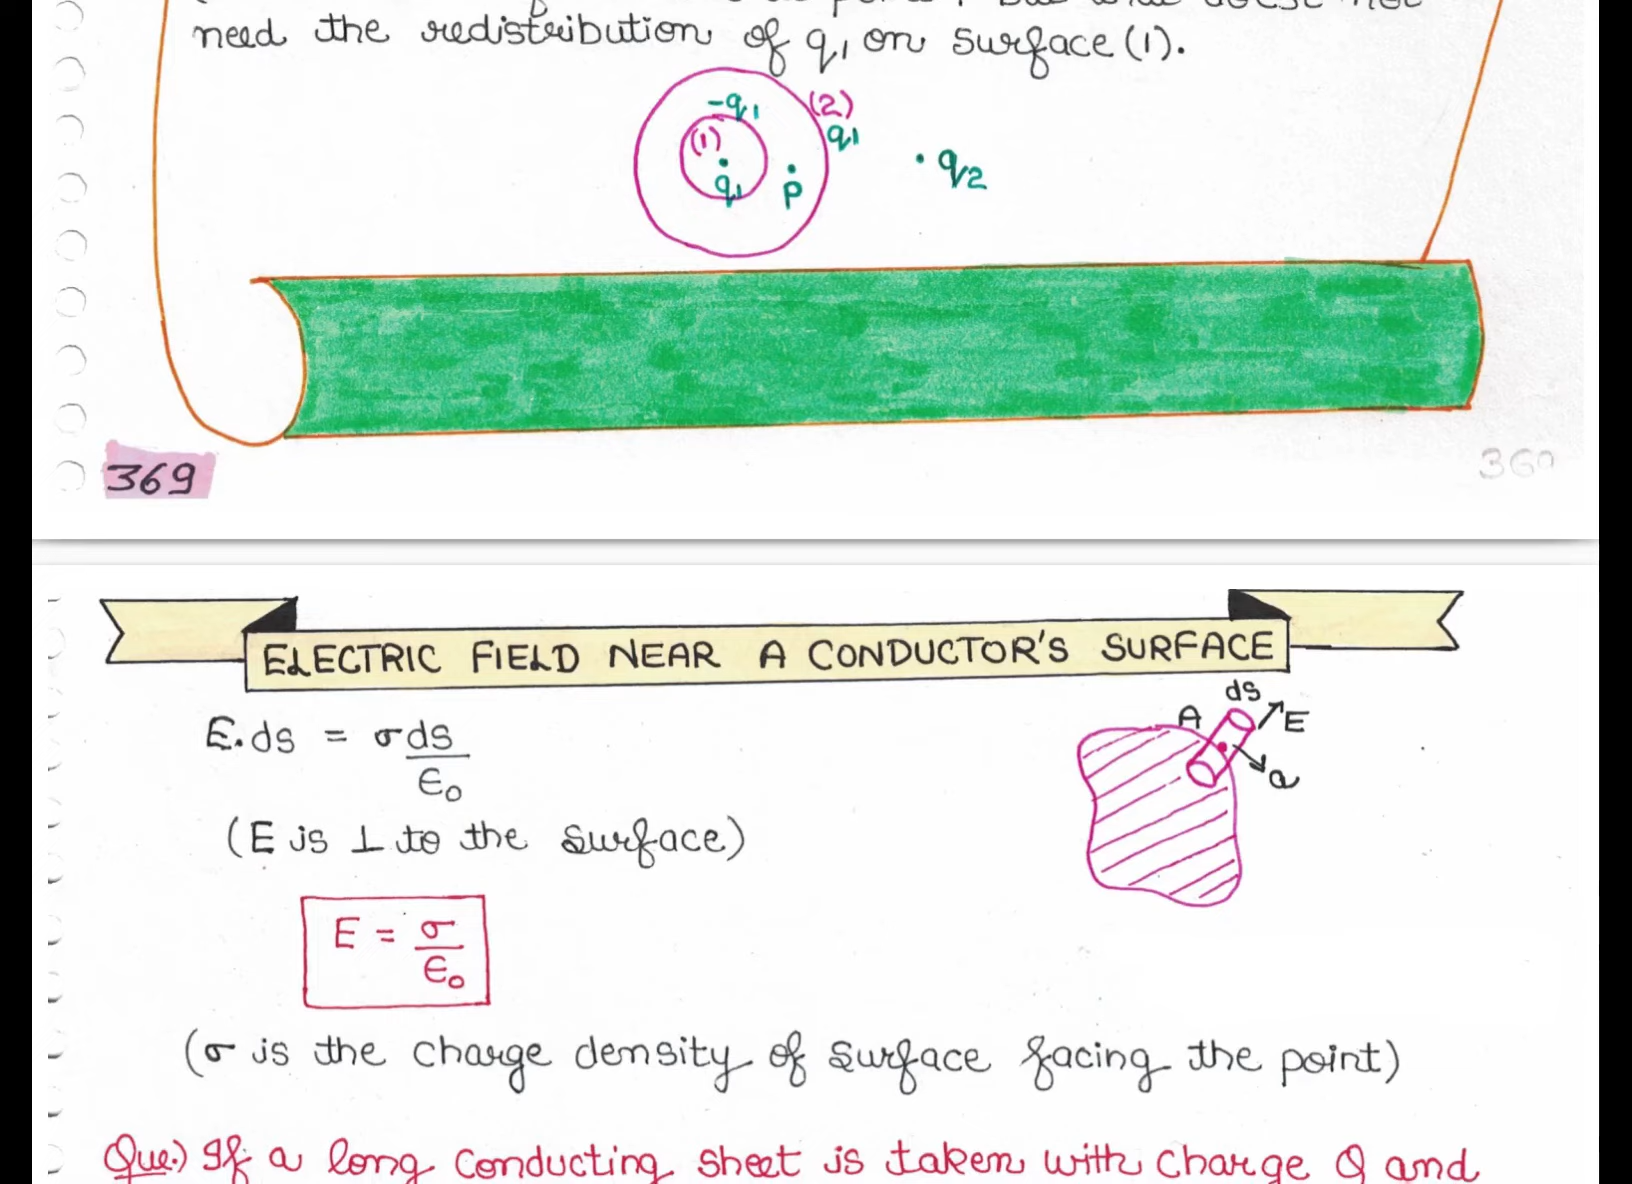 need the redistribution of q1 on surface (1).
-q1
(2)
(1)
q1
q1
P
q2
369
360
ELECTRIC FIELD NEAR A CONDUCTOR'S SURFACE
E.ds = σds/ϵ0
ds
A
E
a
(E is ⊥ to the surface)
E = σ/ϵ0
(σ is the charge density of surface facing the point)
Que.) If a long conducting sheet is taken with charge Q and